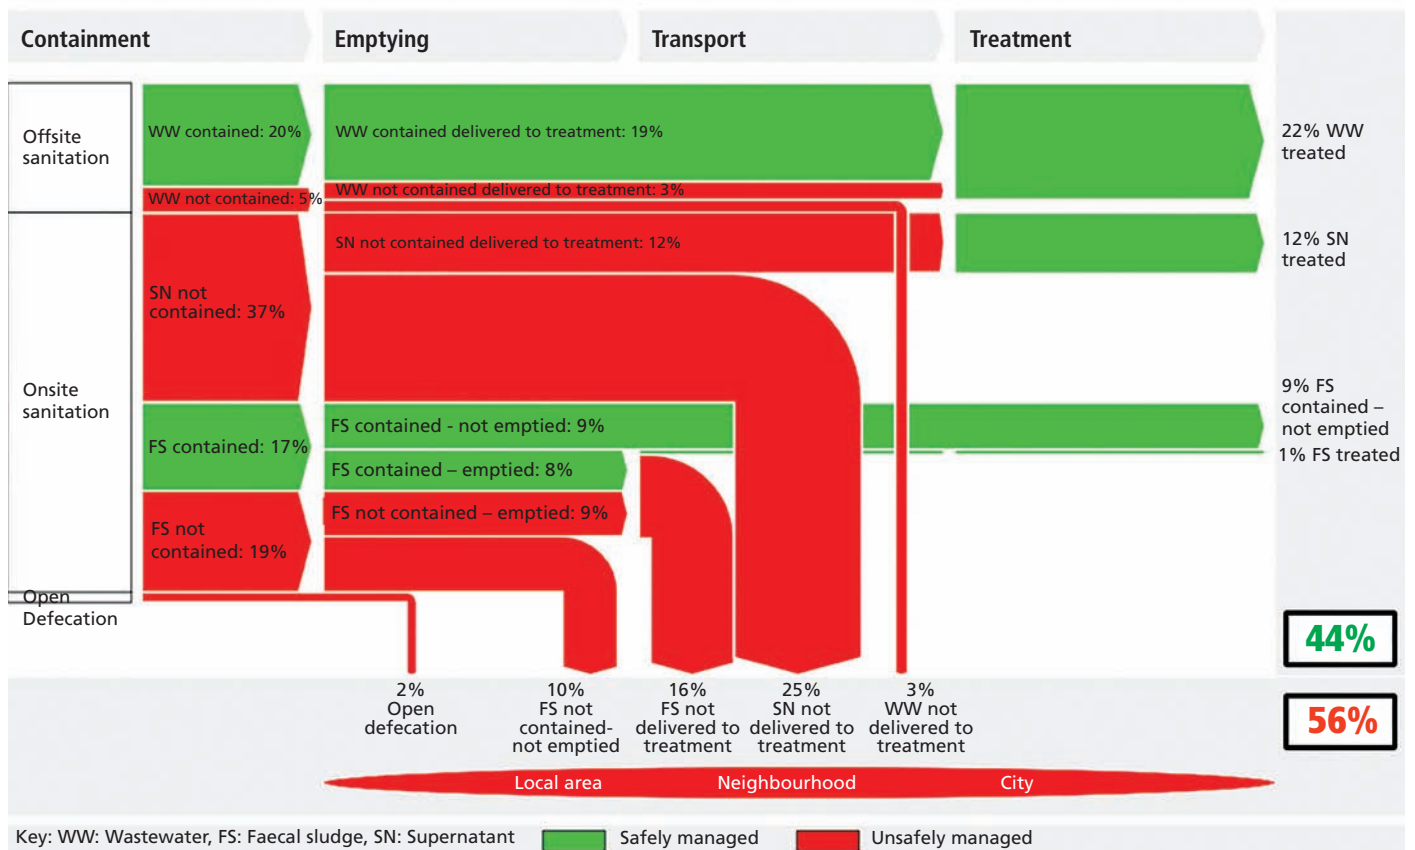 Containment
Emptying
Transport
Treatment
Offsite
sanitation
WW contained: 20%
WW contained delivered to treatment: 19%
22% WW
treated
WW not contained: 5%
WW not contained delivered to treatment: 3%
SN not contained delivered to treatment: 12%
12% SN
treated
Onsite
sanitation
SN not
contained: 37%
FS contained: 17%
FS contained - not emptied: 9%
9% FS
contained –
not emptied
FS contained – emptied: 8%
1% FS treated
FS not
contained: 19%
FS not contained – emptied: 9%
Open
Defecation
44%
2%
Open
defecation
10%
FS not
contained-
not emptied
16%
FS not
delivered to
treatment
25%
SN not
delivered to
treatment
3%
WW not
delivered to
treatment
56%
Local area
Neighbourhood
City
Key: WW: Wastewater, FS: Faecal sludge, SN: Supernatant
Safely managed
Unsafely managed